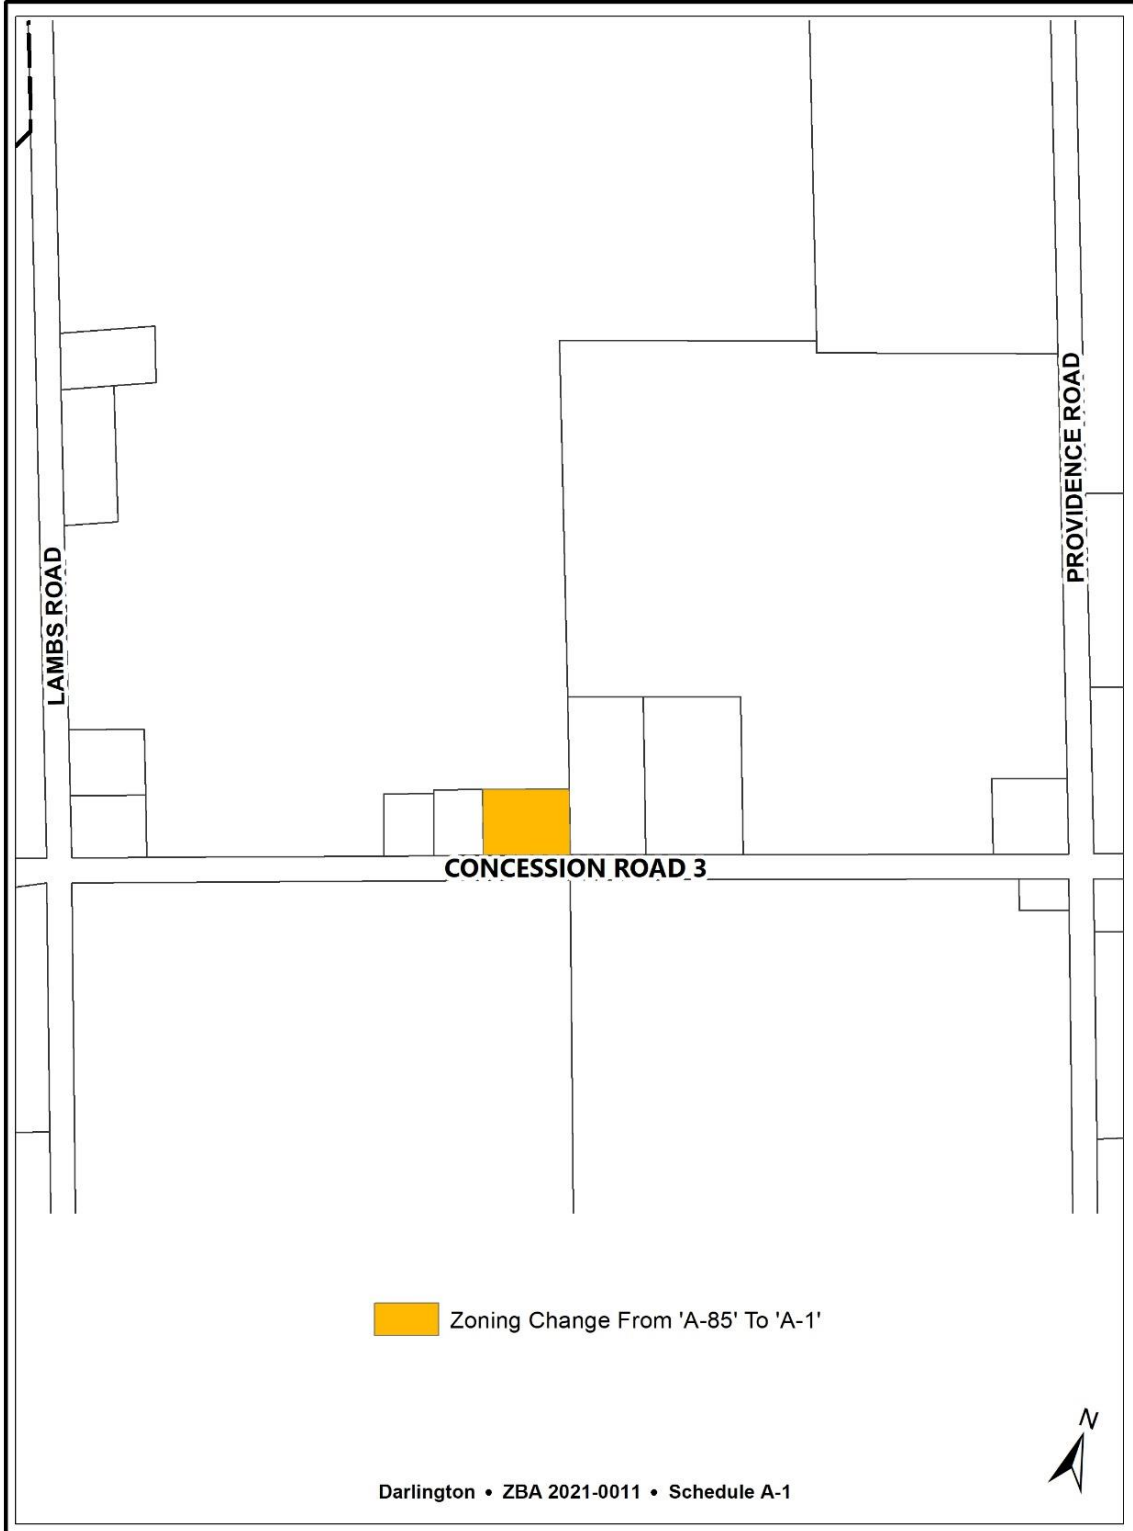 PROVIDENCE ROAD
LAMBS ROAD
CONCESSION ROAD 3
Zoning Change From 'A-85' To 'A-1'
N
Darlington • ZBA 2021-0011 • Schedule A-1